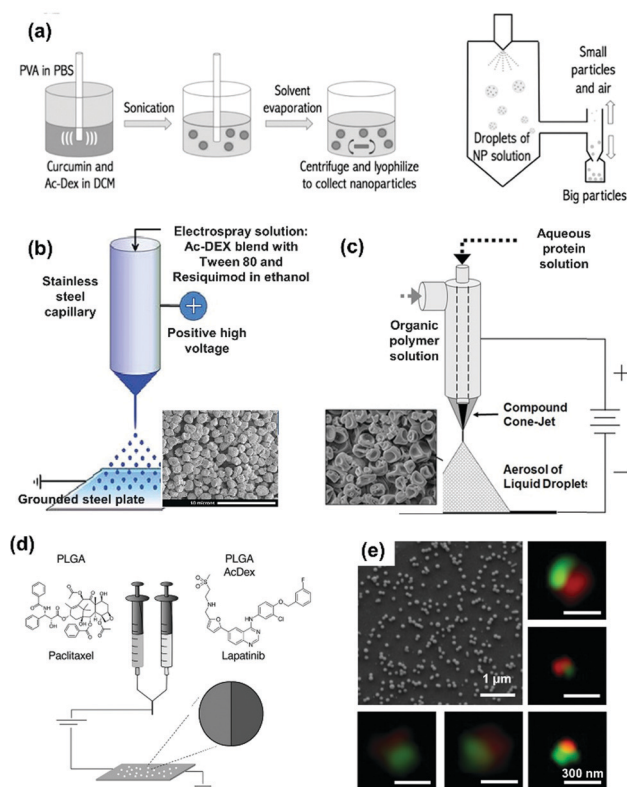 (a)
PVA in PBS
Sonication
Solvent
evaporation
Curcumin and
Ac-Dex in DCM
Centrifuge and lyophilize
to collect nanoparticles
Droplets of
NP solution
Small
particles
and air
Big particles
(b)
Electrospray solution:
Ac-DEX blend with
Tween 80 and
Resiquimod in ethanol
Stainless
steel
capillary
+
Positive high
voltage
Grounded steel plate
(c)
Aqueous
protein
solution
Organic
polymer
solution
+
Compound
Cone-Jet
Aerosol of
Liquid Droplets
−
(d)
PLGA
PLGA
AcDex
Paclitaxel
Lapatinib
(e)
1 µm
300 nm